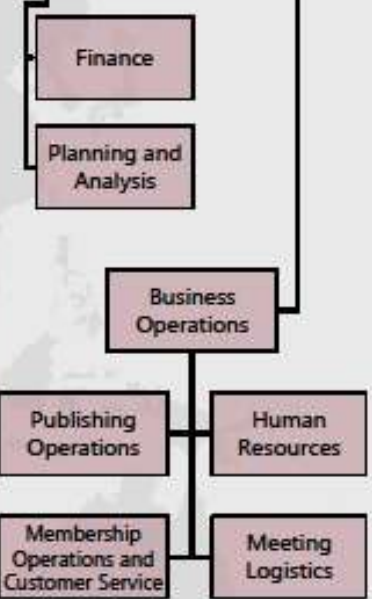 Finance
Planning and
Analysis
Business
Operations
Publishing
Operations
Human
Resources
Membership
Operations and
Customer Service
Meeting
Logistics